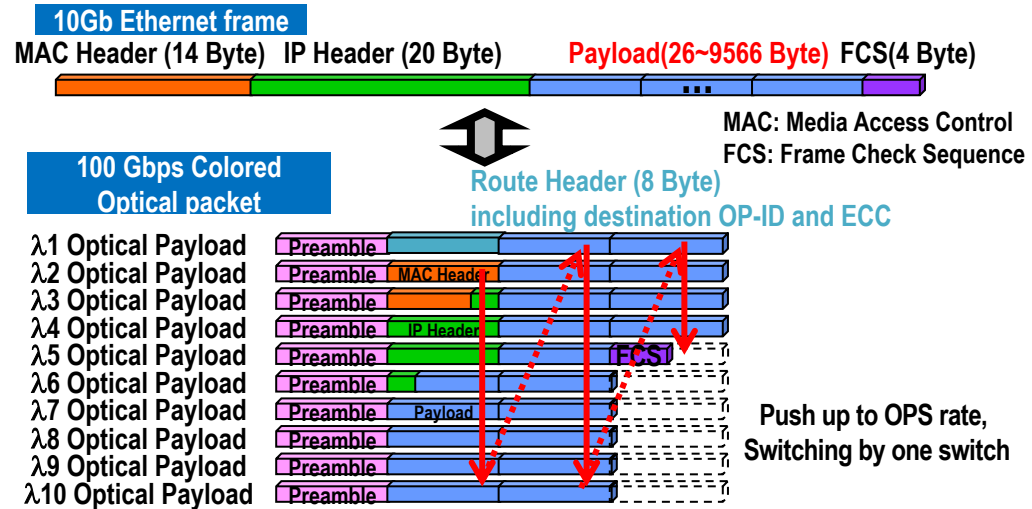 10Gb Ethernet frame
MAC Header (14 Byte) IP Header (20 Byte) Payload(26~9566 Byte) FCS(4 Byte)
...
MAC: Media Access Control
FCS: Frame Check Sequence
100 Gbps Colored
Optical packet
Route Header (8 Byte)
including destination OP-ID and ECC
λ1 Optical Payload Preamble
λ2 Optical Payload Preamble MAC Header
λ3 Optical Payload Preamble
λ4 Optical Payload Preamble IP Header
λ5 Optical Payload Preamble FCS
λ6 Optical Payload Preamble
λ7 Optical Payload Preamble Payload
λ8 Optical Payload Preamble
λ9 Optical Payload Preamble
λ10 Optical Payload Preamble
Push up to OPS rate,
Switching by one switch